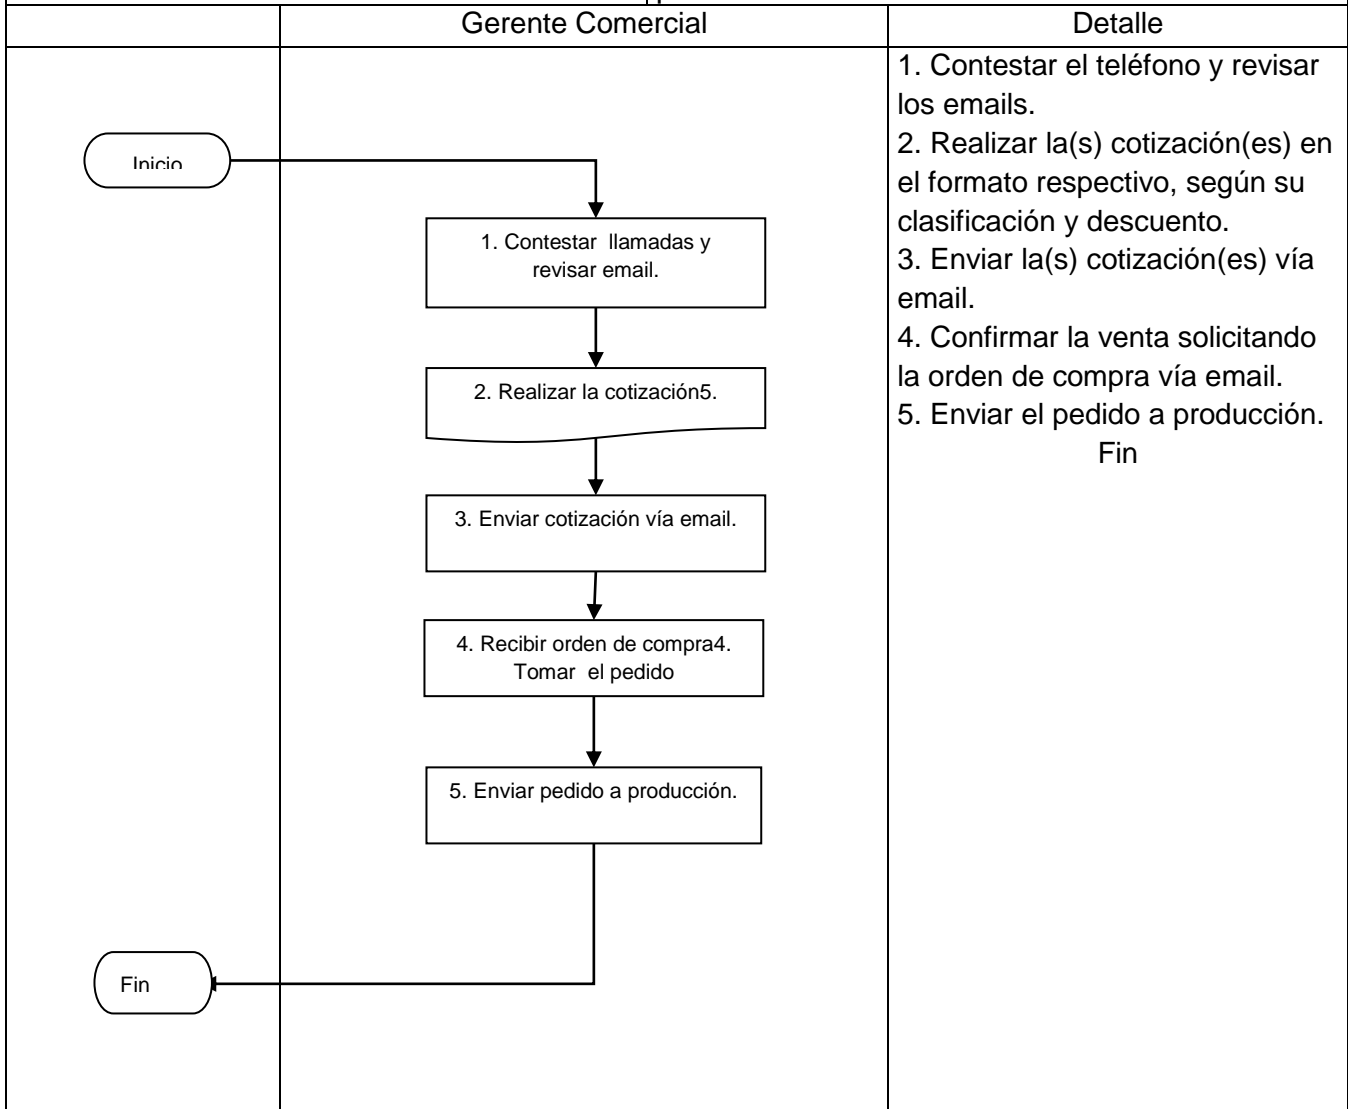 Gerente Comercial
Detalle
Inicio
1. Contestar llamadas y
revisar email.
2. Realizar la cotización5.
3. Enviar cotización vía email.
4. Recibir orden de compra4.
Tomar el pedido
5. Enviar pedido a producción.
Fin
1. Contestar el teléfono y revisar
los emails.
2. Realizar la(s) cotización(es) en
el formato respectivo, según su
clasificación y descuento.
3. Enviar la(s) cotización(es) vía
email.
4. Confirmar la venta solicitando
la orden de compra vía email.
5. Enviar el pedido a producción.
Fin